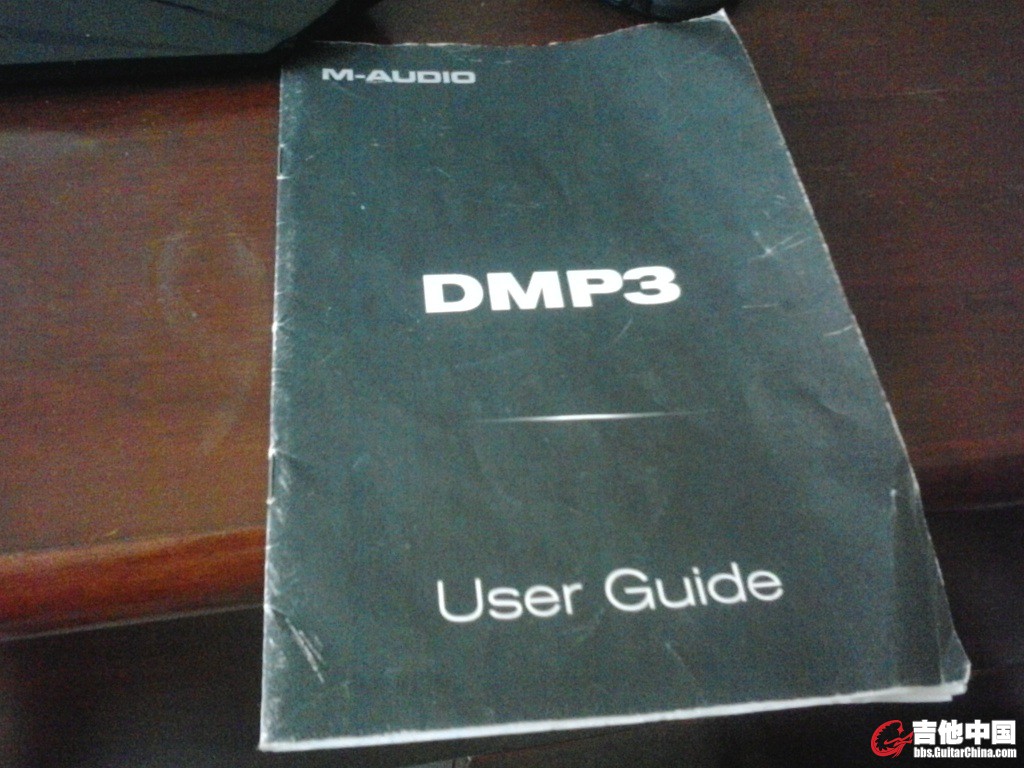 M-AUDIO
DMP3
User Guide
吉他中国
bbs.GuitarChina.com